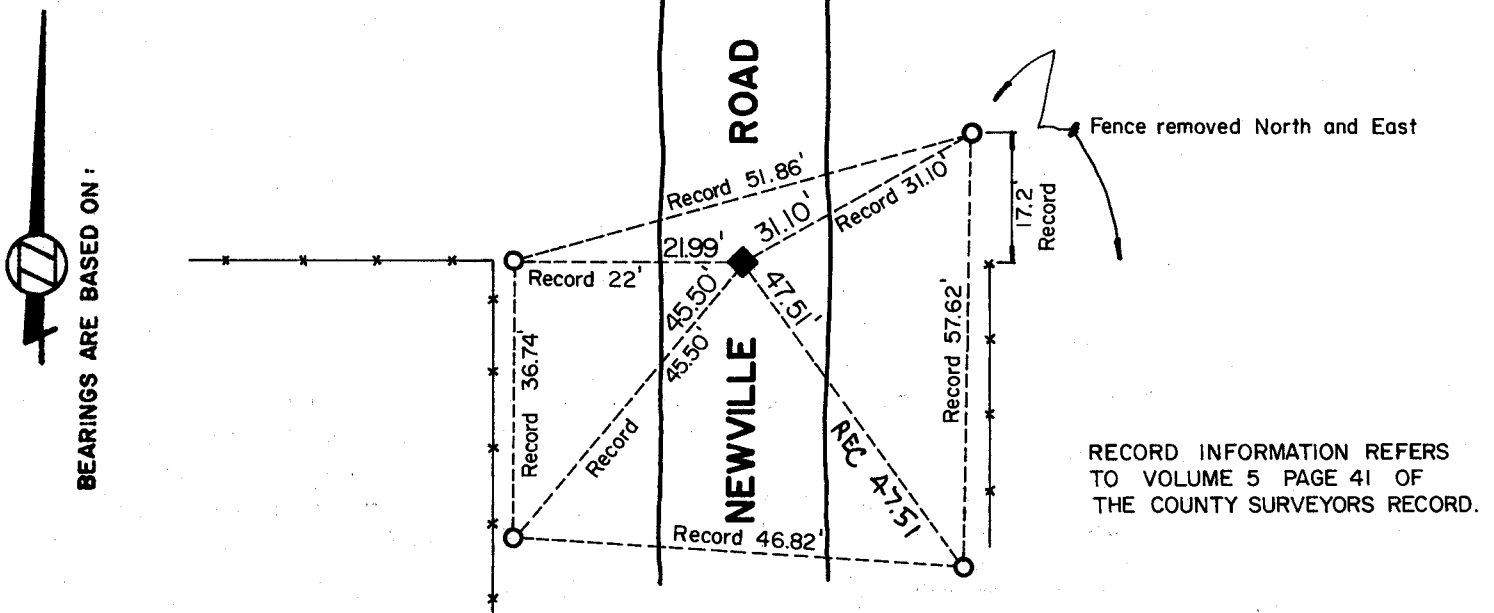 BEARINGS ARE BASED ON:
NEWVILLE ROAD
Record 51.86'
31.10'
Record 31.10'
Fence removed North and East
17.2'
Record
21.99'
Record 22'
45.50'
Record 45.50'
47.51'
REC 47.51
Record 36.74'
Record 57.62'
Record 46.82'
RECORD INFORMATION REFERS
TO VOLUME 5 PAGE 41 OF
THE COUNTY SURVEYORS RECORD.